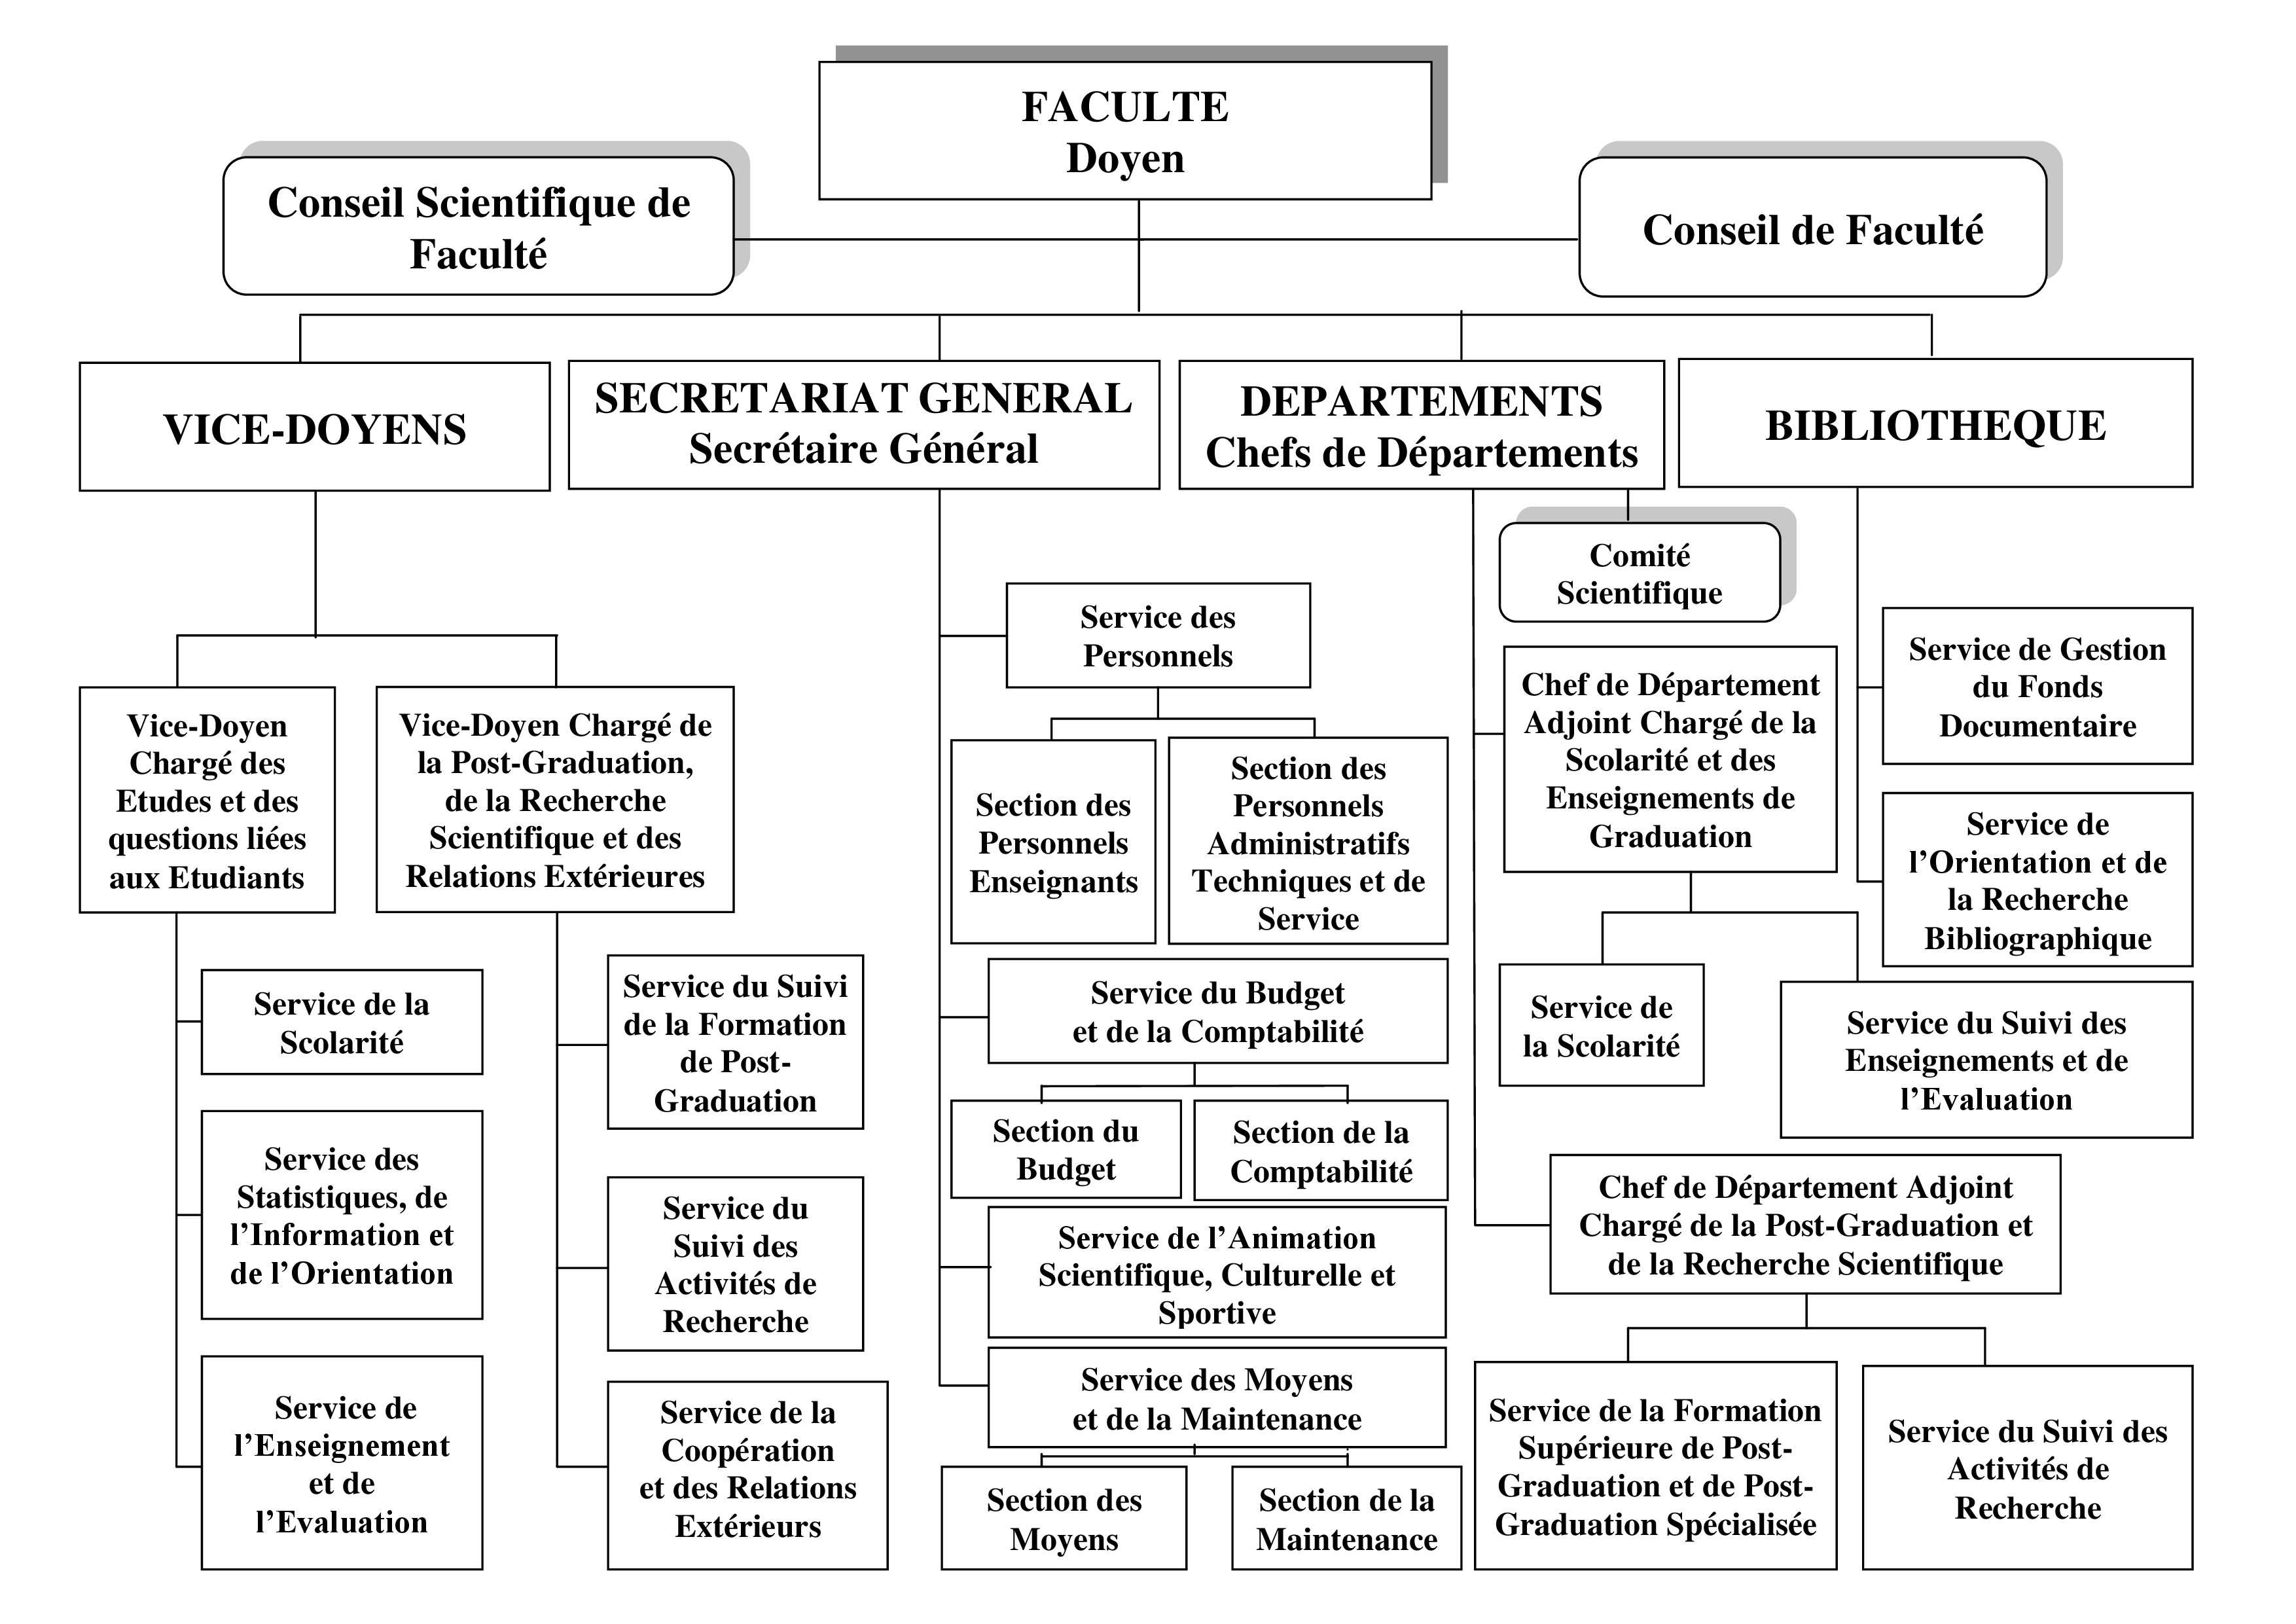 FACULTE
Doyen
Conseil Scientifique de
Faculté
Conseil de Faculté
VICE-DOYENS
SECRETARIAT GENERAL
Secrétaire Général
DEPARTEMENTS
Chefs de Départements
BIBLIOTHEQUE
Vice-Doyen
Chargé des
Etudes et des
questions liées
aux Etudiants
Service de la
Scolarité
Service des
Statistiques, de
l’Information et
de l’Orientation
Service de
l’Enseignement
et de
l’Evaluation
Vice-Doyen Chargé de
la Post-Graduation,
de la Recherche
Scientifique et des
Relations Extérieures
Service du Suivi
de la Formation
de Post-
Graduation
Service du
Suivi des
Activités de
Recherche
Service de la
Coopération
et des Relations
Extérieurs
Service des
Personnels
Section des
Personnels
Enseignants
Section des
Personnels
Administratifs
Techniques et de
Service
Service du Budget
et de la Comptabilité
Section du
Budget
Section de la
Comptabilité
Service de l’Animation
Scientifique, Culturelle et
Sportive
Service des Moyens
et de la Maintenance
Section des
Moyens
Section de la
Maintenance
Comité
Scientifique
Chef de Département
Adjoint Chargé de la
Scolarité et des
Enseignements de
Graduation
Service de
la Scolarité
Service du Suivi des
Enseignements et de
l’Evaluation
Chef de Département Adjoint
Chargé de la Post-Graduation et
de la Recherche Scientifique
Service de la Formation
Supérieure de Post-
Graduation et de Post-
Graduation Spécialisée
Service du Suivi des
Activités de
Recherche
Service de Gestion
du Fonds
Documentaire
Service de
l’Orientation et de
la Recherche
Bibliographique